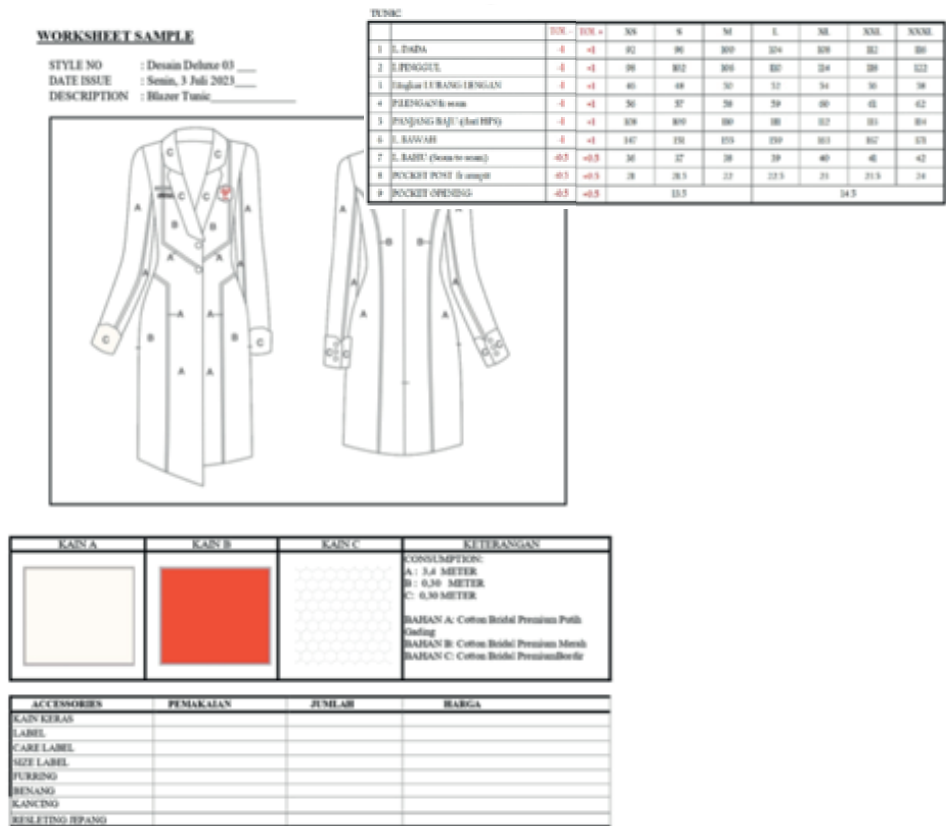 TUNIC
WORKSHEET SAMPLE
STYLE NO : Desain Deluxe 03
DATE ISSUE : Senin, 3 Juli 2023
DESCRIPTION : Blazer Tunic
TOL - TOL + XS S M L XL XXL XXXL
1 L. DADA -1 +1 92 96 100 104 108 112 116
2 L.PINGGUL -1 +1 98 102 106 110 114 118 122
3 Lingkar LUBANG LENGAN -1 +1 46 48 50 52 54 56 58
4 P.LENGAN fr seam -1 +1 56 57 58 59 60 61 62
5 PANJANG BAJU (dari HPS) -1 +1 108 109 110 111 112 113 114
6 L. BAWAH -1 +1 147 151 155 159 163 167 171
7 L. BAHU (Seam to seam) -0.5 +0.5 36 37 38 39 40 41 42
8 POCKET POST fr -0.5 +0.5 21 21.5 22 22.5 23 23.5 24
9 POCKET OPENING -0.5 +0.5 13.5 14.5
C
C C
A A
B B
A A
A A
A A
B B
C C
A A
B B
A A
A A
C C C C
KAIN A KAIN B KAIN C KETERANGAN
CONSUMPTION:
A : 3,4 METER
B : 0,30 METER
C: 0,30 METER
BAHAN A: Cotton Bridal Premium Putih
Gading
BAHAN B: Cotton Bridal Premium Merah
BAHAN C: Cotton Bridal PremiumBordir
ACCESSORIES PEMAKAIAN JUMLAH HARGA
KAIN KERAS
LABEL
CARE LABEL
SIZE LABEL
FURRING
BENANG
KANCING
RESLETING JEPANG